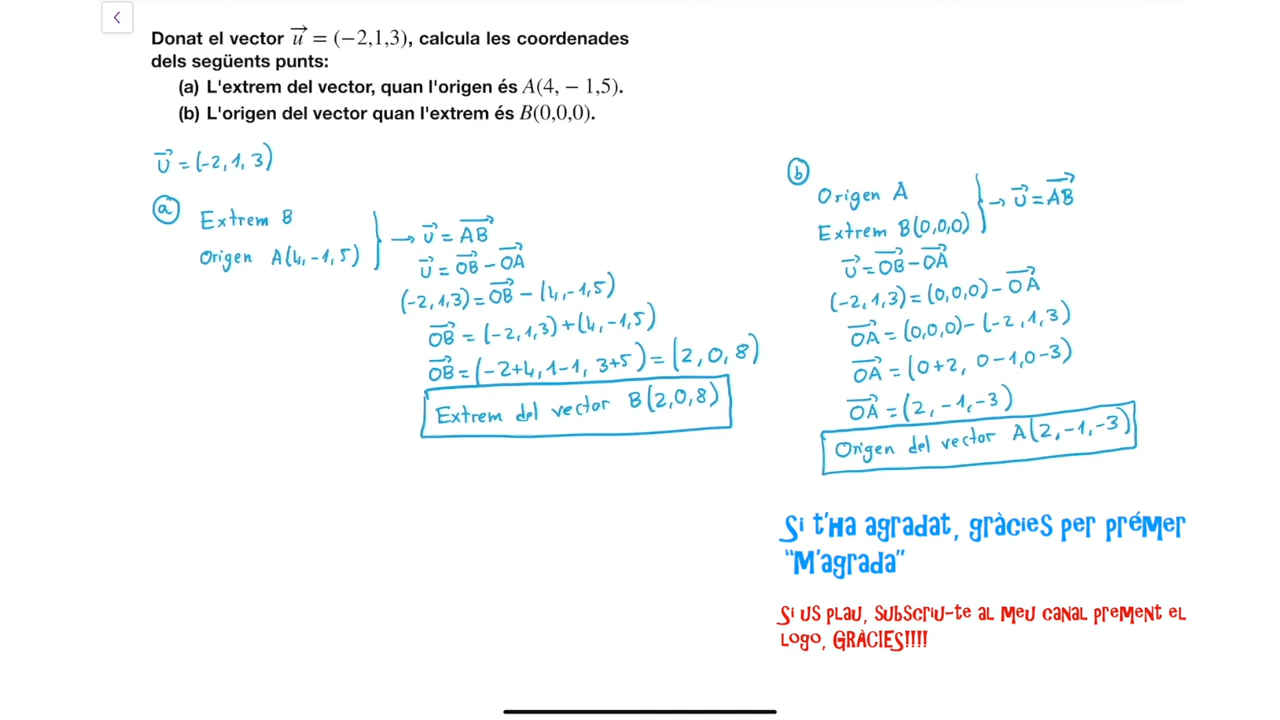 Donat el vector u⃗ = (−2,1,3), calcula les coordenades
dels següents punts:
(a) L'extrem del vector, quan l'origen és A(4, − 1,5).
(b) L'origen del vector quan l'extrem és B(0,0,0).
u⃗ = (-2, 1, 3)
a
Extrem B
Origen A(4, -1, 5)
→ u⃗ = AB⃗
u⃗ = OB⃗ - OA⃗
(-2, 1, 3) = OB⃗ - (4, -1, 5)
OB⃗ = (-2, 1, 3) + (4, -1, 5)
OB⃗ = (-2+4, 1-1, 3+5) = (2, 0, 8)
Extrem del vector B(2, 0, 8)
b
Origen A
Extrem B(0,0,0)
→ u⃗ = AB⃗
u⃗ = OB⃗ - OA⃗
(-2, 1, 3) = (0, 0, 0) - OA⃗
OA⃗ = (0, 0, 0) - (-2, 1, 3)
OA⃗ = (0+2, 0-1, 0-3)
OA⃗ = (2, -1, -3)
Origen del vector A(2, -1, -3)
Si t'ha agradat, gràcies per prémer
"M'agrada"
Si us plau, subscriu-te al meu canal prement el
logo, GRÀCIES!!!!